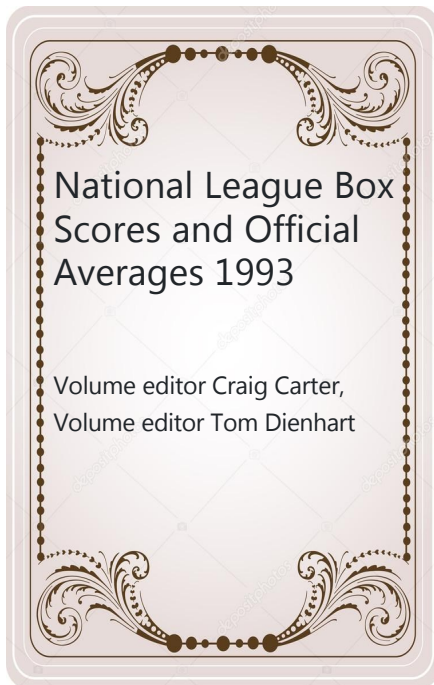 National League Box
Scores and Official
Averages 1993
Volume editor Craig Carter,
Volume editor Tom Dienhart